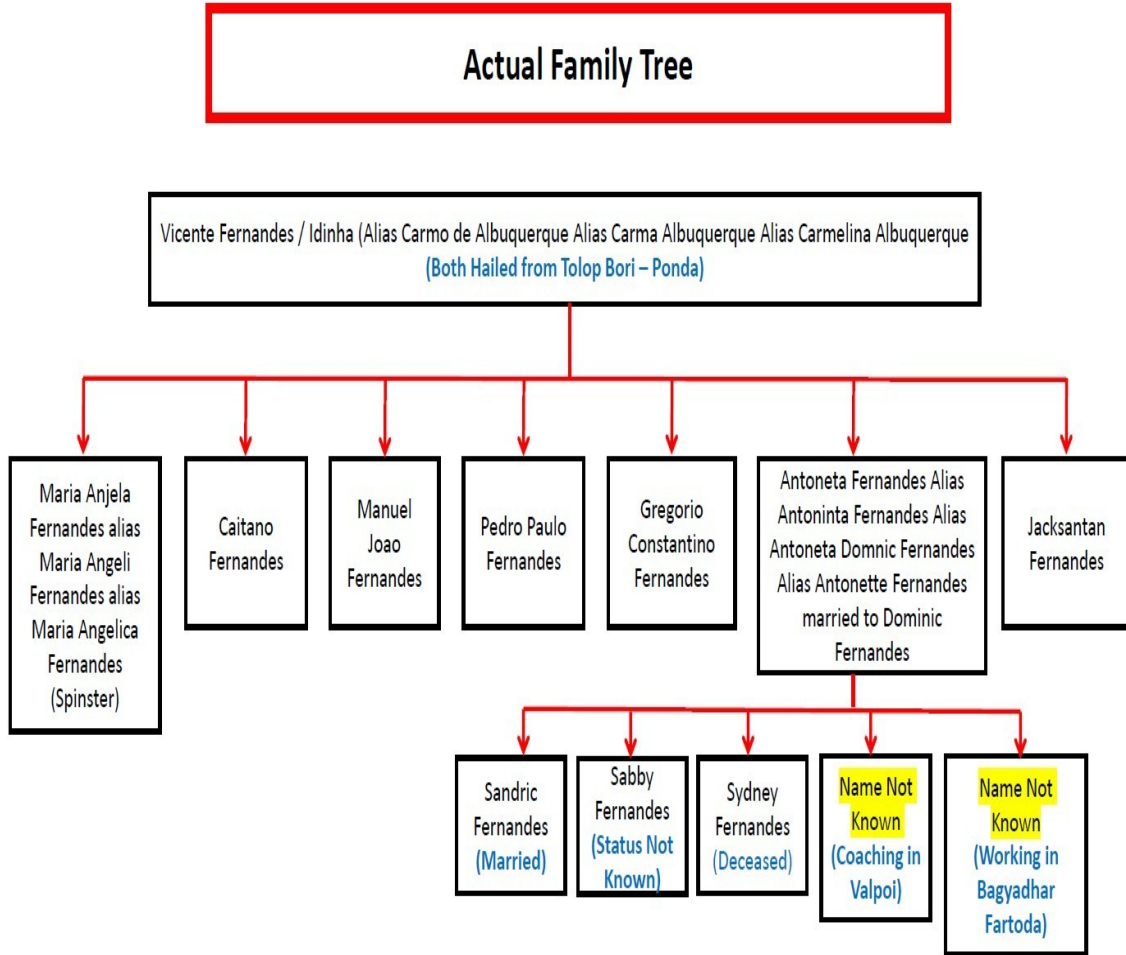 Actual Family Tree
Vicente Fernandes / Idinha (Alias Carmo de Albuquerque Alias Carma Albuquerque Alias Carmelina Albuquerque
(Both Hailed from Tolop Bori – Ponda)
Maria Anjela
Fernandes alias
Maria Angeli
Fernandes alias
Maria Angelica
Fernandes
(Spinster)
Caitano
Fernandes
Manuel
Joao
Fernandes
Pedro Paulo
Fernandes
Gregorio
Constantino
Fernandes
Antoneta Fernandes Alias
Antoninta Fernandes Alias
Antoneta Domnic Fernandes
Alias Antonette Fernandes
married to Dominic
Fernandes
Jacksantan
Fernandes
Sandric
Fernandes
(Married)
Sabby
Fernandes
(Status Not
Known)
Sydney
Fernandes
(Deceased)
Name Not
Known
(Coaching in
Valpoi)
Name Not
Known
(Working in
Bagyadhar
Fartoda)